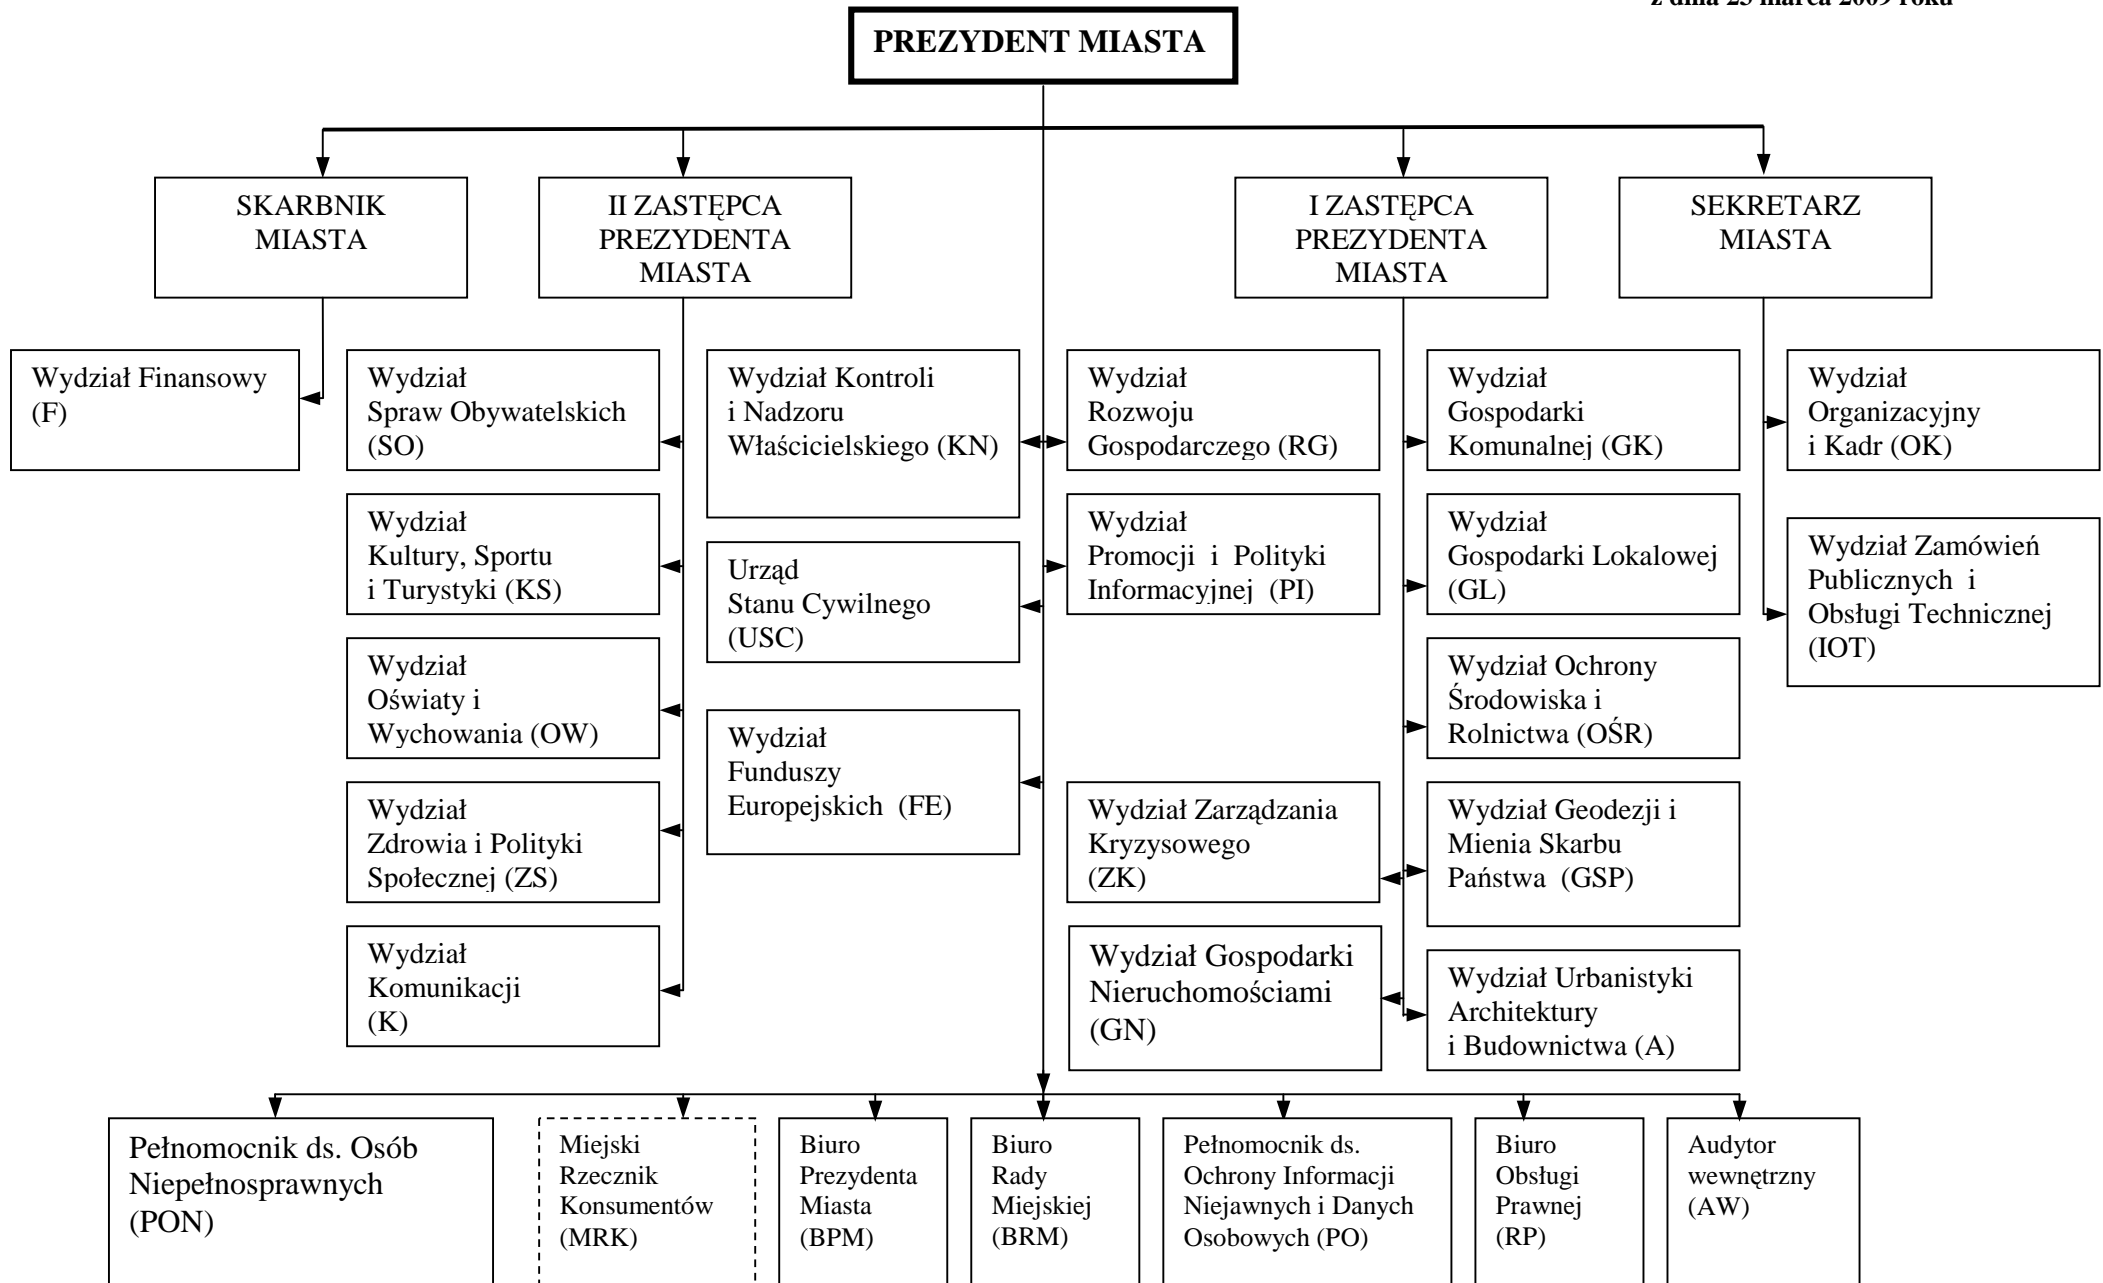 z dnia 25 marca 2009 roku
PREZYDENT MIASTA
SKARBNIK
MIASTA
II ZASTĘPCA
PREZYDENTA
MIASTA
I ZASTĘPCA
PREZYDENTA
MIASTA
SEKRETARZ
MIASTA
Wydział Finansowy
(F)
Wydział
Spraw Obywatelskich
(SO)
Wydział Kontroli
i Nadzoru
Właścicielskiego (KN)
Wydział
Rozwoju
Gospodarczego (RG)
Wydział
Gospodarki
Komunalnej (GK)
Wydział
Organizacyjny
i Kadr (OK)
Wydział
Kultury, Sportu
i Turystyki (KS)
Urząd
Stanu Cywilnego
(USC)
Wydział
Promocji i Polityki
Informacyjnej (PI)
Wydział
Gospodarki Lokalowej
(GL)
Wydział Zamówień
Publicznych i
Obsługi Technicznej
(IOT)
Wydział
Oświaty i
Wychowania (OW)
Wydział
Funduszy
Europejskich (FE)
Wydział Ochrony
Środowiska i
Rolnictwa (OŚR)
Wydział
Zdrowia i Polityki
Społecznej (ZS)
Wydział Zarządzania
Kryzysowego
(ZK)
Wydział Geodezji i
Mienia Skarbu
Państwa (GSP)
Wydział
Komunikacji
(K)
Wydział Gospodarki
Nieruchomościami
(GN)
Wydział Urbanistyki
Architektury
i Budownictwa (A)
Pełnomocnik ds. Osób
Niepełnosprawnych
(PON)
Miejski
Rzecznik
Konsumentów
(MRK)
Biuro
Prezydenta
Miasta
(BPM)
Biuro
Rady
Miejskiej
(BRM)
Pełnomocnik ds.
Ochrony Informacji
Niejawnych i Danych
Osobowych (PO)
Biuro
Obsługi
Prawnej
(RP)
Audytor
wewnętrzny
(AW)